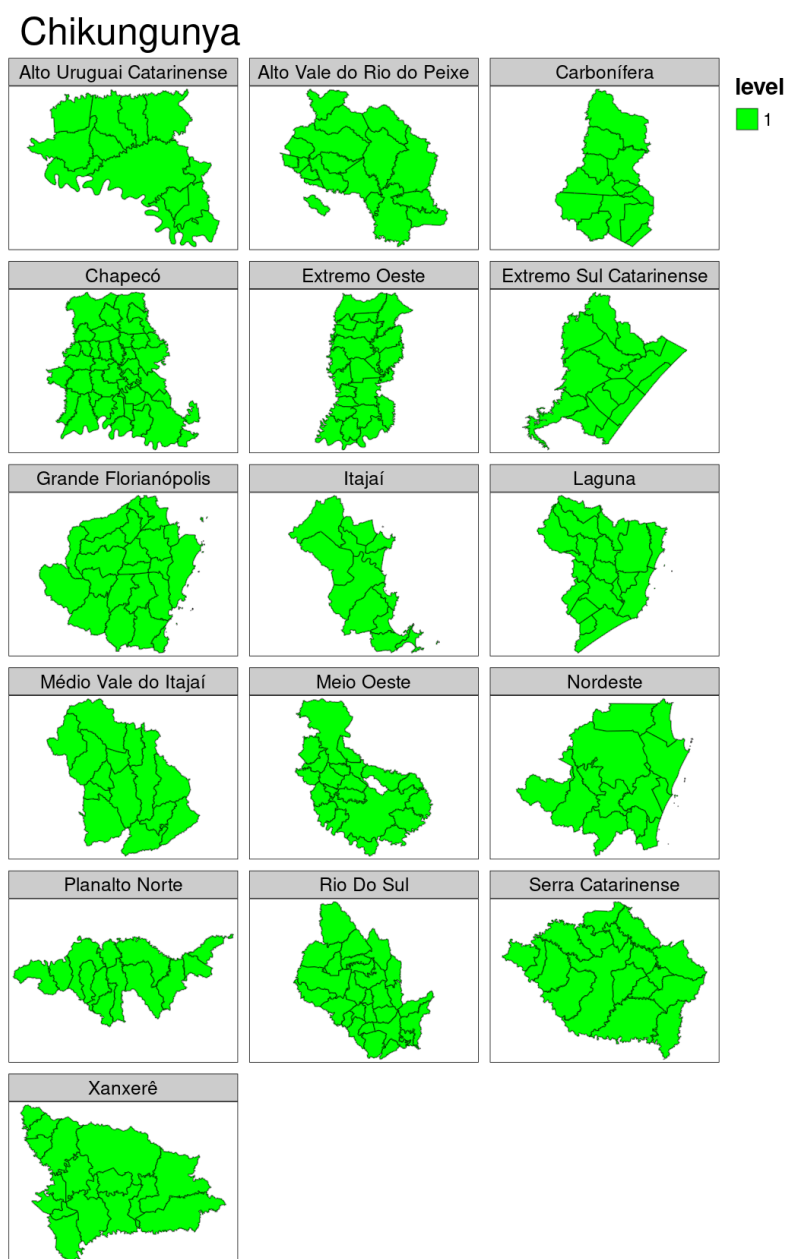 Chikungunya
Alto Uruguai Catarinense
Alto Vale do Rio do Peixe
Carbonífera
level
1
Chapecó
Extremo Oeste
Extremo Sul Catarinense
Grande Florianópolis
Itajaí
Laguna
Médio Vale do Itajaí
Meio Oeste
Nordeste
Planalto Norte
Rio Do Sul
Serra Catarinense
Xanxerê